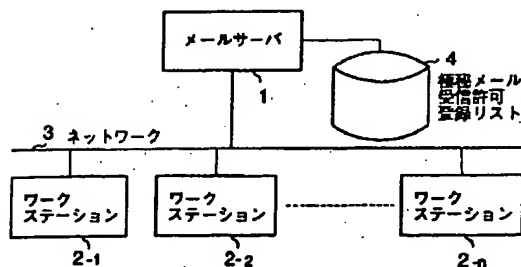 メールサーバ
1
4
極秘メール
受信許可
登録リスト
3
ネットワーク
ワーク
ステーション
2-1
ワーク
ステーション
2-2
ワーク
ステーション
2-n